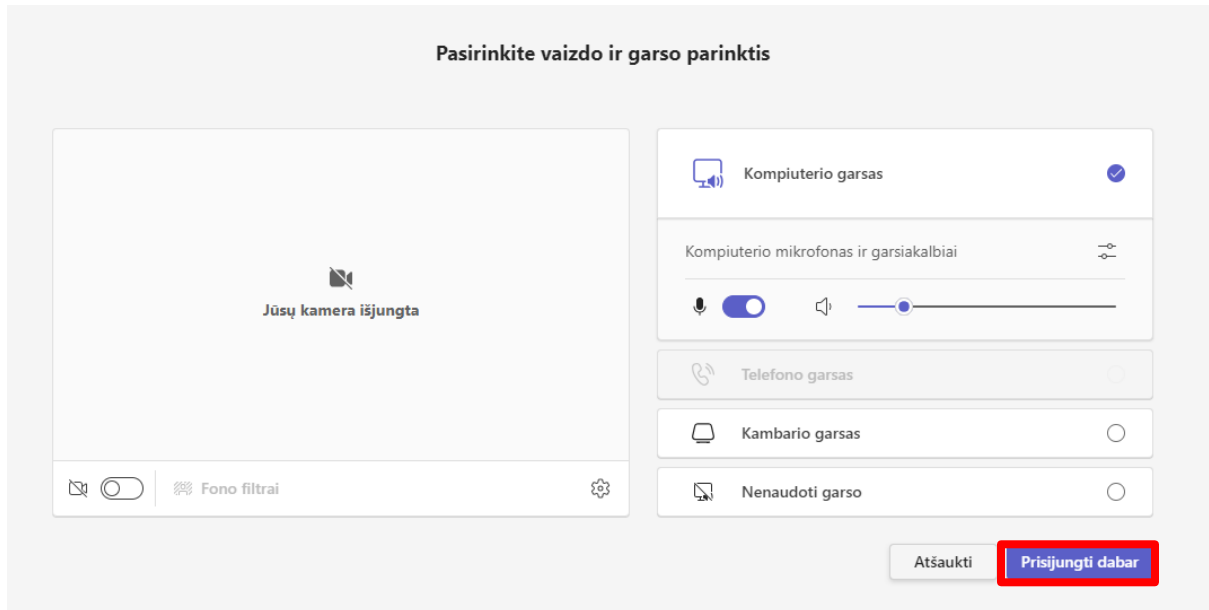 Pasirinkite vaizdo ir garso parinktis
Jūsų kamera išjungta
Fono filtrai
Kompiuterio garsas
Kompiuterio mikrofonas ir garsiakalbiai
Telefono garsas
Kambario garsas
Nenaudoti garso
Atšaukti
Prisijungti dabar